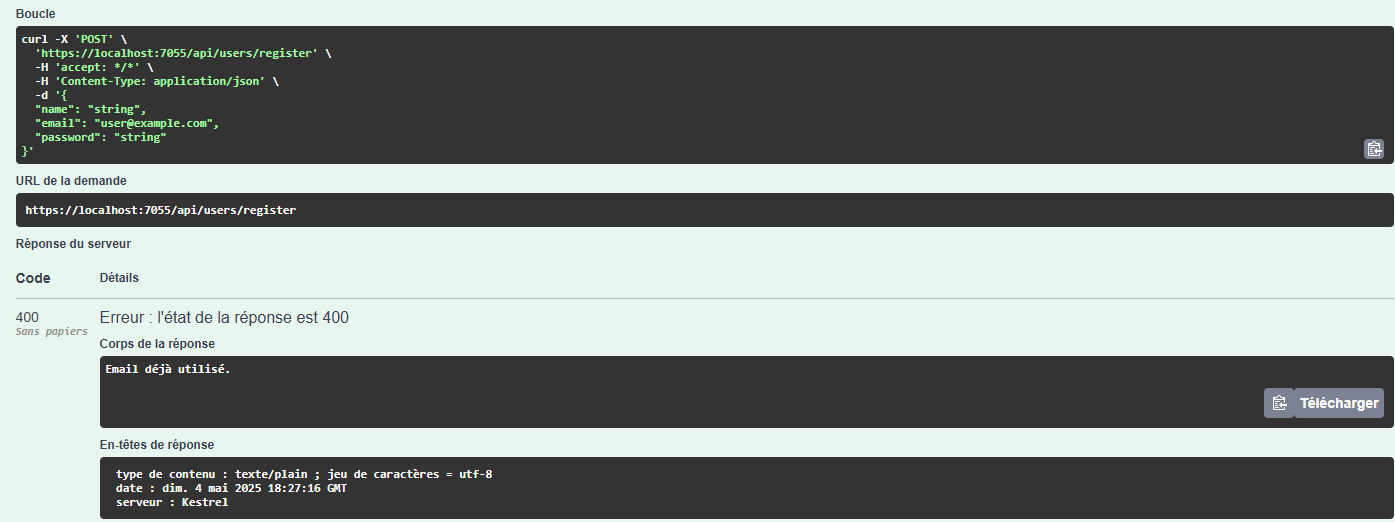 Boucle
curl -X 'POST' \
'https://localhost:7055/api/users/register' \
-H 'accept: */*' \
-H 'Content-Type: application/json' \
-d '{
"name": "string",
"email": "user@example.com",
"password": "string"
}'
URL de la demande
https://localhost:7055/api/users/register
Réponse du serveur
Code Détails
400 Erreur : l'état de la réponse est 400
Sans papiers
Corps de la réponse
Email déjà utilisé.
Télécharger
En-têtes de réponse
type de contenu : texte/plain ; jeu de caractères = utf-8
date : dim. 4 mai 2025 18:27:16 GMT
serveur : Kestrel